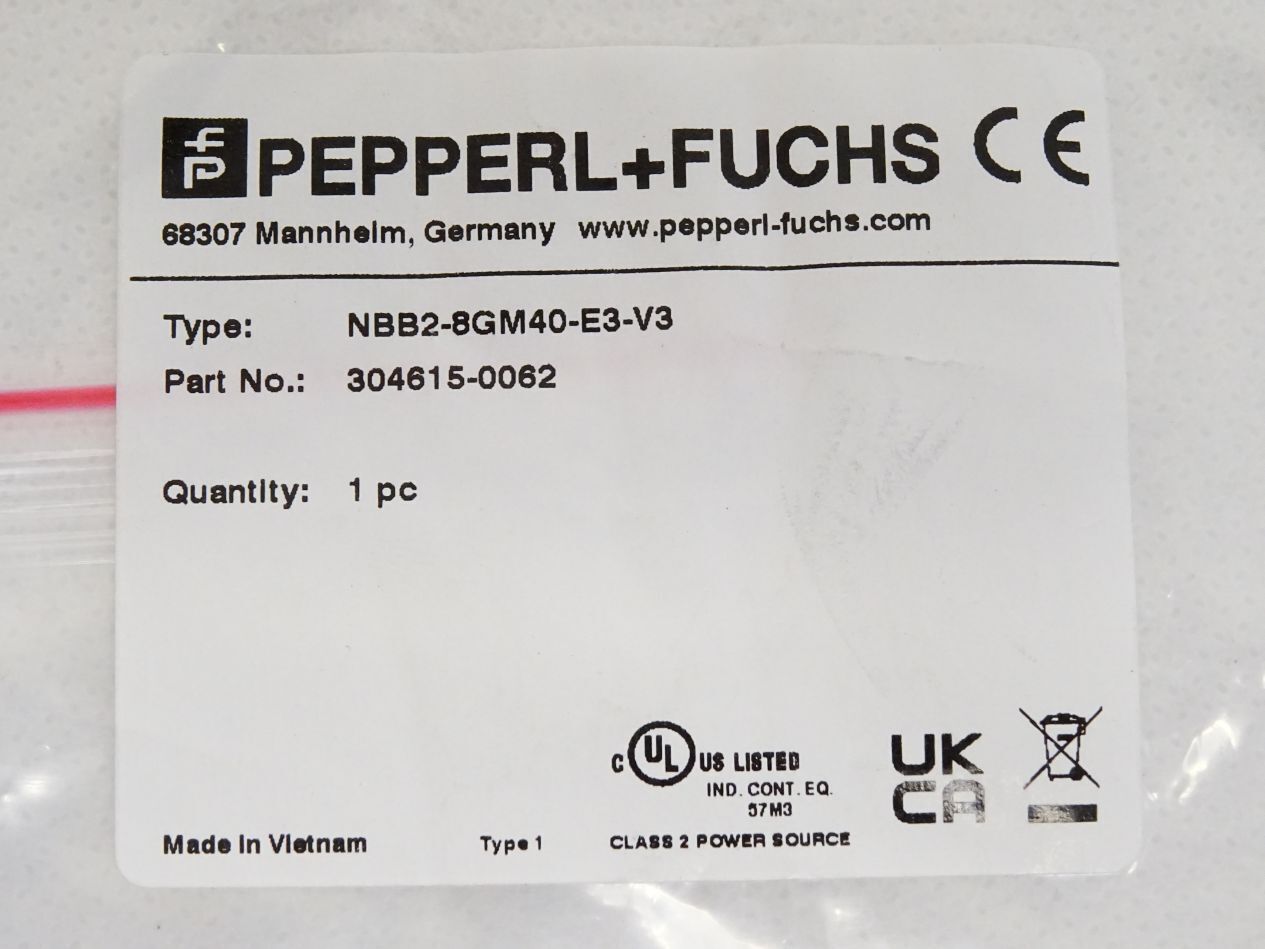 PEPPERL+FUCHS CE
68307 Mannheim, Germany www.pepperl-fuchs.com
Type: NBB2-8GM40-E3-V3
Part No.: 304615-0062
Quantity: 1 pc
C UL US LISTED
IND. CONT. EQ.
57M3
UK
CA
Made in Vietnam Type 1 CLASS 2 POWER SOURCE